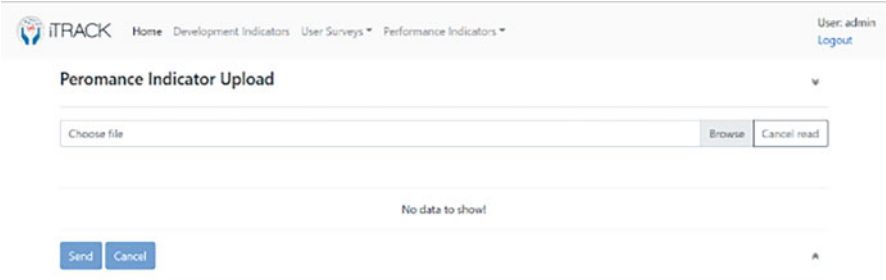 iTRACK Home Development Indicators User Surveys Performance Indicators User: admin
Logout
Peromance Indicator Upload
Choose file Browse Cancel read
No data to show!
Send Cancel